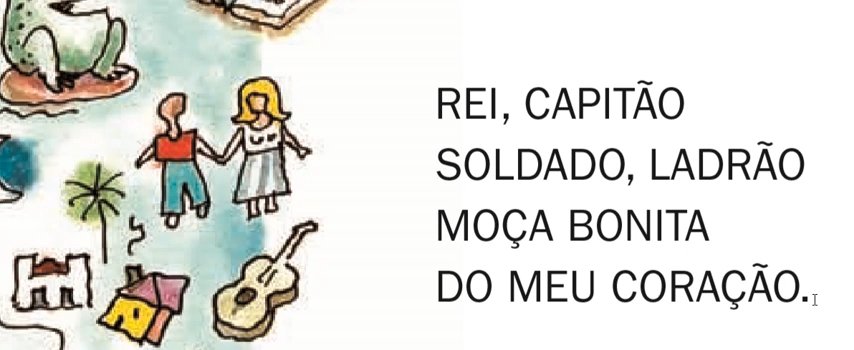 REI, CAPITÃO
SOLDADO, LADRÃO
MOÇA BONITA
DO MEU CORAÇÃO.